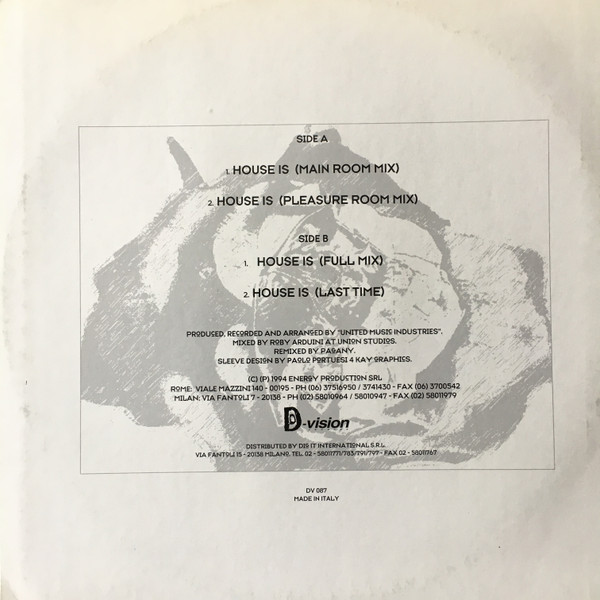 SIDE A
1. HOUSE IS (MAIN ROOM MIX)
2. HOUSE IS (PLEASURE ROOM MIX)
SIDE B
1. HOUSE IS (FULL MIX)
2. HOUSE IS (LAST TIME)
PRODUCED, RECORDED AND ARRANGED BY "UNITED MUSIC INDUSTRIES".
MIXED BY ROBY ARDUINI AT UNION STUDIOS.
REMIXED BY PAGANY.
SLEEVE DESIGN BY PAOLO PORTUESI 4 KAY GRAPHICS.
(C) (P) 1994 ENERGY PRODUCTION SRL
ROME: VIALE MAZZINI 140 - 00195 - PH (06) 37516950 / 3741430 - FAX (06) 3700542
MILAN: VIA FANTOLI 7 - 20138 - PH (02) 58010964 / 58010947 - FAX (02) 58011979
D-vision
DISTRIBUTED BY DIG IT INTERNATIONAL S.R.L.
VIA FANTOLI 15 - 20138 MILANO. TEL. 02 - 58011771/783/791/797 - FAX 02 - 58011767
DV 087
MADE IN ITALY